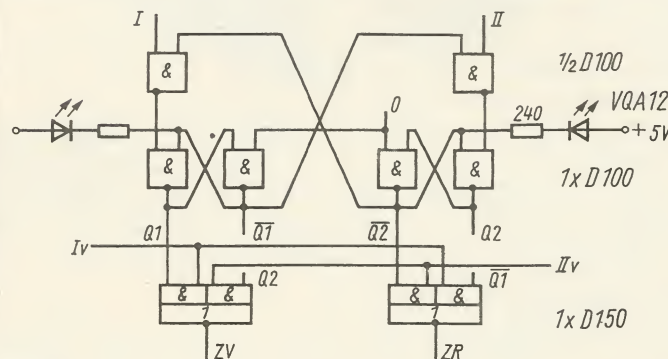 I II
& & ½ D100
VQA12
0 240 +5V
& & & & 1x D100
Q1 Q̅1̅ Q̅2̅ Q2
Iv IIv
Q2 Q̅1̅
& & & &
1 1 1x D150
ZV ZR